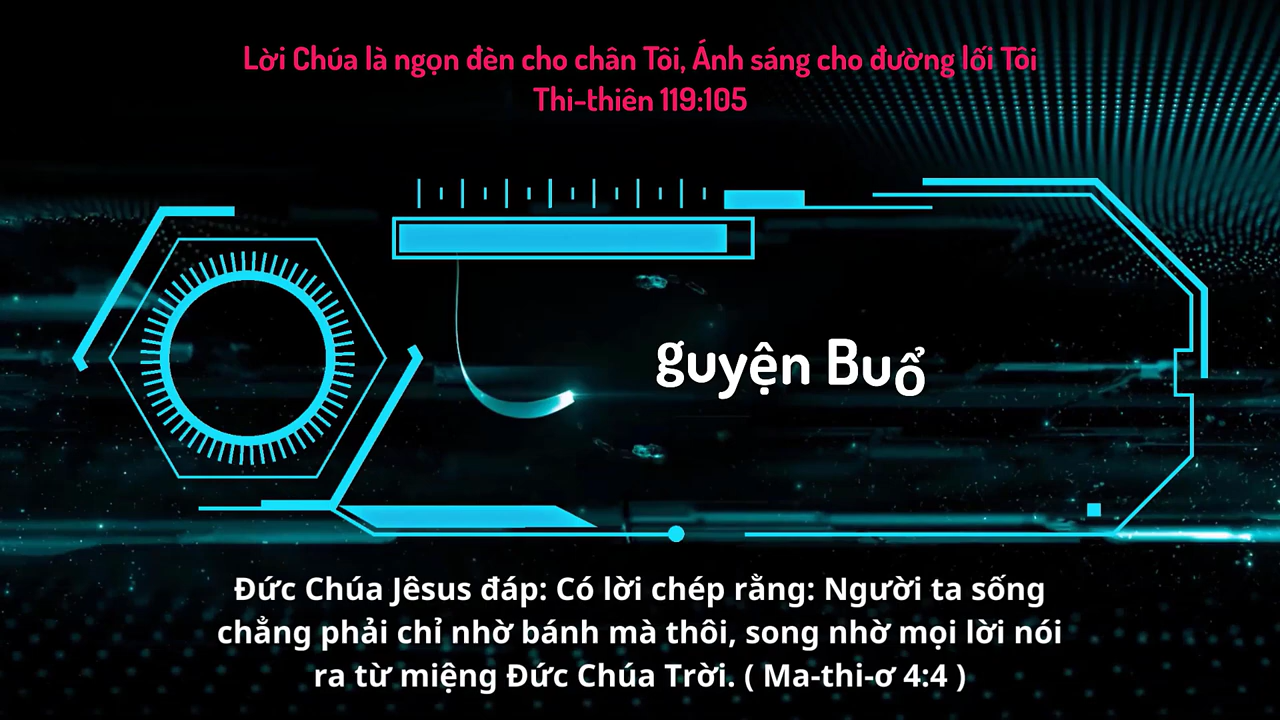 Lời Chúa là ngọn đèn cho chân Tôi, Ánh sáng cho đường lối Tôi
Thi-thiên 119:105
guyện Buổ
Đức Chúa Jêsus đáp: Có lời chép rằng: Người ta sống
chẳng phải chỉ nhờ bánh mà thôi, song nhờ mọi lời nói
ra từ miệng Đức Chúa Trời. ( Ma-thi-ơ 4:4 )